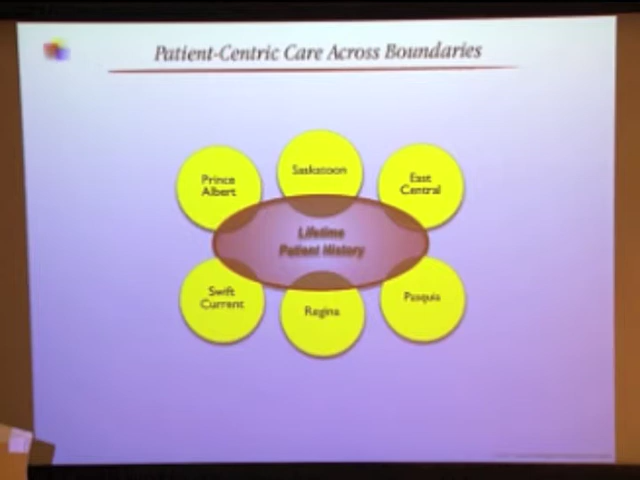 Patient-Centric Care Across Boundaries
Prince
Albert
Saskatoon
East
Central
Lifetime
Patient History
Swift
Current
Regina
Pasquia